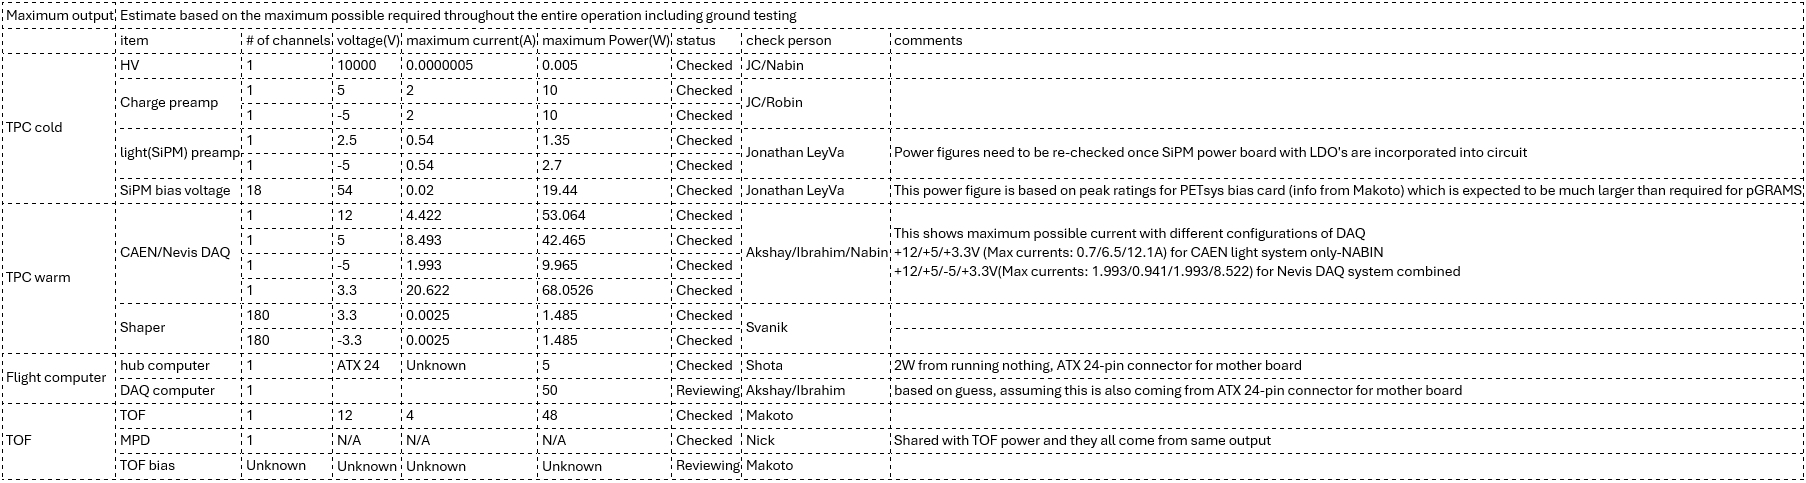 Maximum output Estimate based on the maximum possible required throughout the entire operation including ground testing
item # of channels voltage(V) maximum current(A) maximum Power(W) status check person comments
TPC cold
HV 1 10000 0.0000005 0.005 Checked JC/Nabin
Charge preamp
1 5 2 10 Checked
JC/Robin
1 -5 2 10 Checked
light(SiPM) preamp
1 2.5 0.54 1.35 Checked
Jonathan LeyVa Power figures need to be re-checked once SiPM power board with LDO's are incorporated into circuit
1 -5 0.54 2.7 Checked
SiPM bias voltage 18 54 0.02 19.44 Checked Jonathan LeyVa This power figure is based on peak ratings for PETsys bias card (info from Makoto) which is expected to be much larger than required for pGRAMS
TPC warm
CAEN/Nevis DAQ
1 12 4.422 53.064 Checked
1 5 8.493 42.465 Checked
1 -5 1.993 9.965 Checked
1 3.3 20.622 68.0526 Checked
Akshay/Ibrahim/Nabin
This shows maximum possible current with different configurations of DAQ
+12/+5/+3.3V (Max currents: 0.7/6.5/12.1A) for CAEN light system only-NABIN
+12/+5/-5/+3.3V(Max currents: 1.993/0.941/1.993/8.522) for Nevis DAQ system combined
Shaper
180 3.3 0.0025 1.485 Checked
Svanik
180 -3.3 0.0025 1.485 Checked
Flight computer
hub computer 1 ATX 24 Unknown 5 Checked Shota 2W from running nothing, ATX 24-pin connector for mother board
DAQ computer 1 50 Reviewing Akshay/Ibrahim based on guess, assuming this is also coming from ATX 24-pin connector for mother board
TOF
TOF 1 12 4 48 Checked Makoto
MPD 1 N/A N/A N/A Checked Nick Shared with TOF power and they all come from same output
TOF bias Unknown Unknown Unknown Unknown Reviewing Makoto